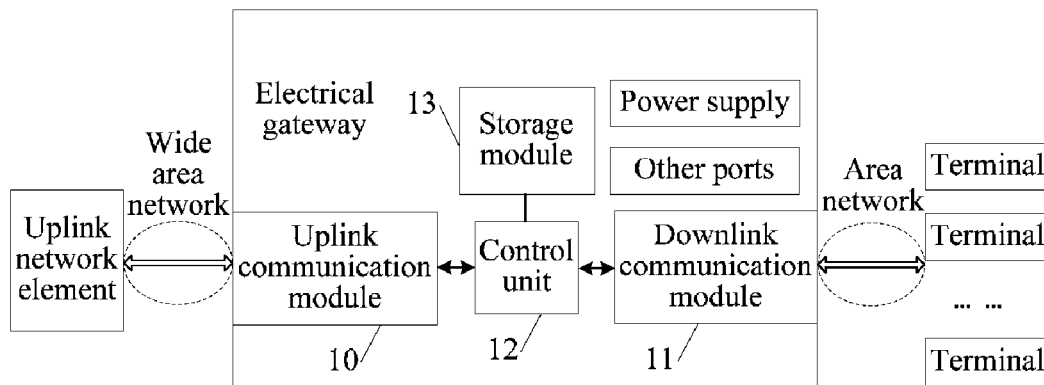 Electrical
gateway
13
Storage
module
Power supply
Other ports
Wide
area
network
Area
network
Terminal
Terminal
... ...
Terminal
Uplink
network
element
Uplink
communication
module
Control
unit
Downlink
communication
module
10
12
11